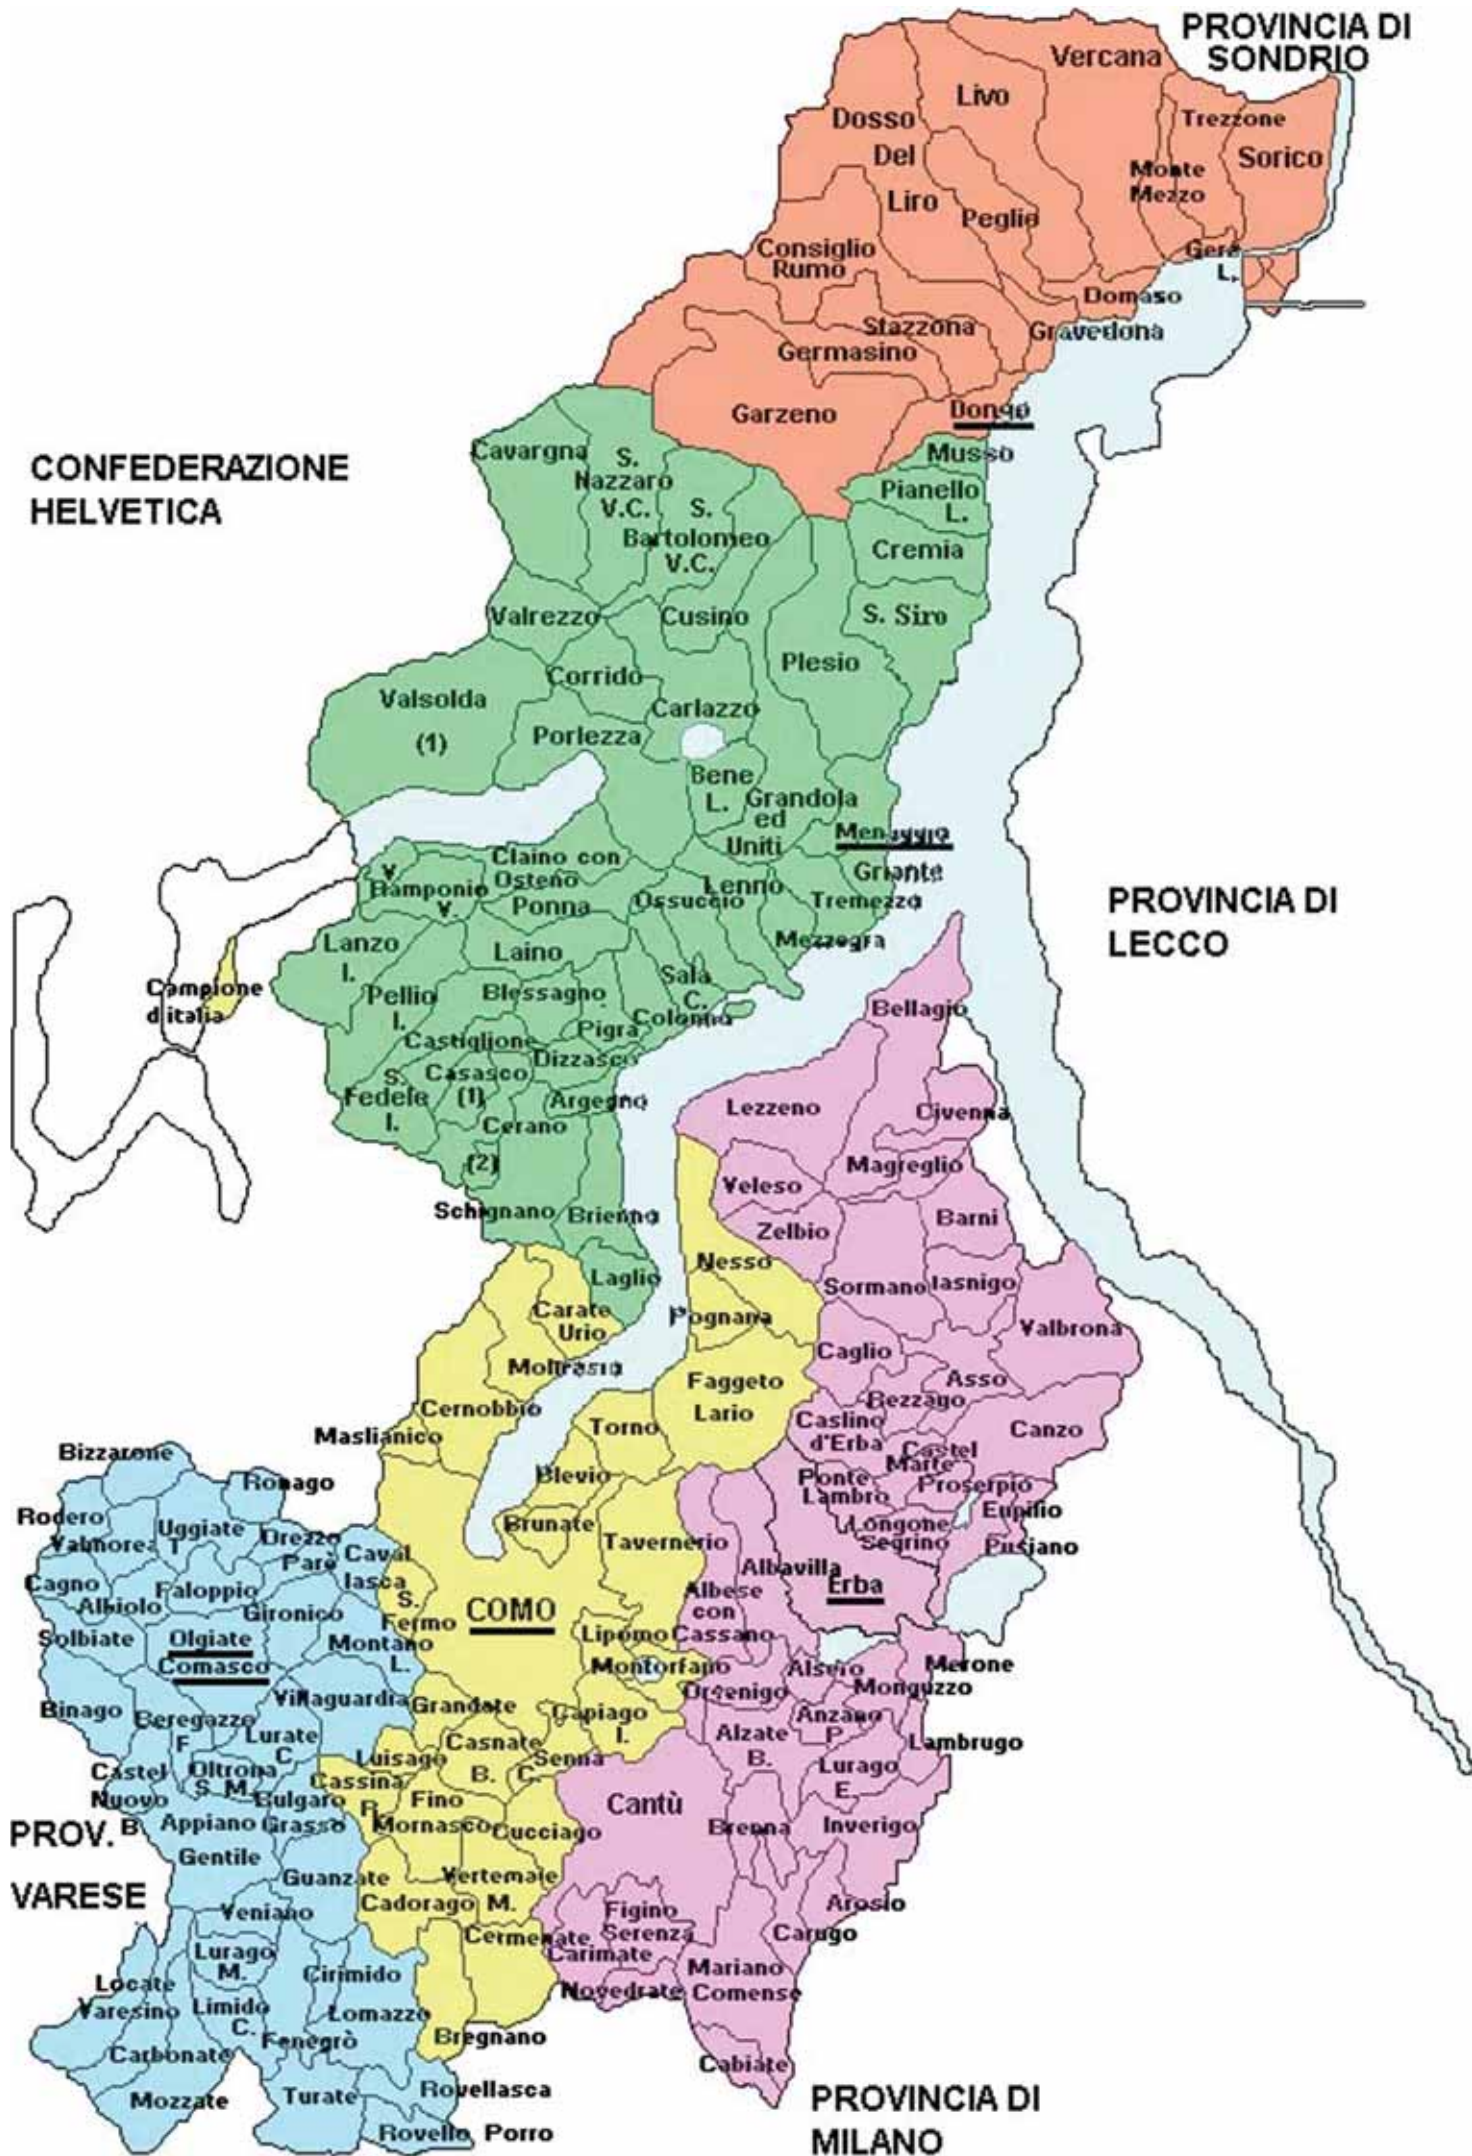 PROVINCIA DI
SONDRIO
Vercana
Livo
Dosso
Del
Liro
Trezzone
Sorico
Monte
Mezzo
Peglio
Consiglio
Rumo
Gera
L.
Domaso
Stazzona
Gravedona
Germasino
Garzeno
Dongo
CONFEDERAZIONE
HELVETICA
Cavargna
S.
Nazzaro
V.C.
S.
Bartolomeo
V.C.
Musso
Pianello
L.
Cremia
Valrezzo
Cusino
S. Siro
Plesio
Corrido
Valsolda
(1)
Carlazzo
Porlezza
Bene
L.
Grandola
ed
Uniti
Menaggio
Griante
Claino con
Osteno
V.
Ramponio
V.
Ponna
Ossuccio
Lenno
Tremezzo
PROVINCIA DI
LECCO
Lanzo
I.
Laino
Mezzegra
Campione
d'italia
Pellio
I.
Blessagno
Sala
C.
Colonno
Pigra
Castiglione
Dizzasco
Bellagio
S.
Fedele
I.
Casasco
(1)
Argegno
Cerano
(2)
Lezzeno
Civenna
Magreglio
Veleso
Schignano
Brienno
Zelbio
Barni
Nesso
Laglio
Sormano
lasnigo
Carate
Urio
Pognana
Valbrona
Moltrasio
Caglio
Faggeto
Lario
Asso
Rezzago
Cernobbio
Torno
Caslino
d'Erba
Canzo
Maslianico
Castel
Marte
Bizzarone
Blevio
Ponte
Lambro
Proserpio
Ronago
Rodero
Brunate
Longone
Segrino
Eupilio
Uggiate
T
Drezzo
Valmorea
Tavernerio
Pusiano
Parè
Caval
lasca
Albavilla
Cagno
Faloppio
Erba
Albese
con
Cassano
Albiolo
Gironico
S.
Fermo
COMO
Solbiate
Olgiate
Comasco
Montano
L.
Lipomo
Montorfano
Alserio
Merone
Orsenigo
Monguzzo
Villaguardia
Grandate
Capiago
I.
Anzano
P.
Binago
Beregazzo
F
Lurate
C.
Casnate
B.
Senna
C.
Alzate
B.
Lambrugo
Luisago
Lurago
E.
Castel
Nuovo
B
Oltrona
S M.
Cassina
R.
Bulgaro
Grasso
Fino
Mornasco
Cantù
PROV.
VARESE
Appiano
Gentile
Cucciago
Brenna
Inverigo
Guanzate
Vertemate
M.
Cadorago
Arosio
Veniano
Figino
Serenza
Carugo
Cermenate
Carimate
Lurago
M.
Cirimido
Mariano
Comense
Locate
Varesino
Novedrate
Limido
C.
Lomazzo
Fenegrò
Bregnano
Carbonate
Cabiate
Mozzate
Turate
Rovellasca
Rovello Porro
PROVINCIA DI
MILANO